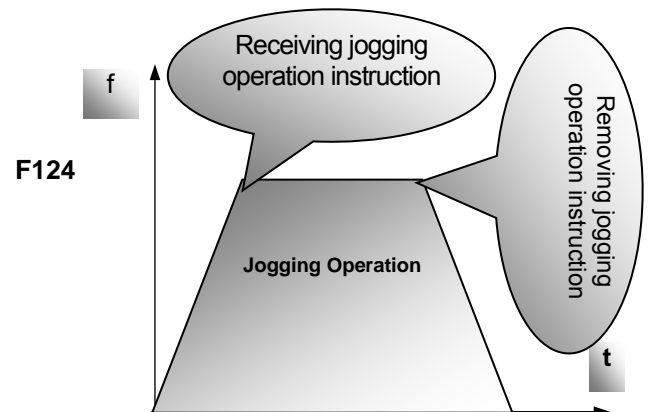 Receiving jogging
operation instruction
f
Removing jogging
operation instruction
F124
Jogging Operation
t